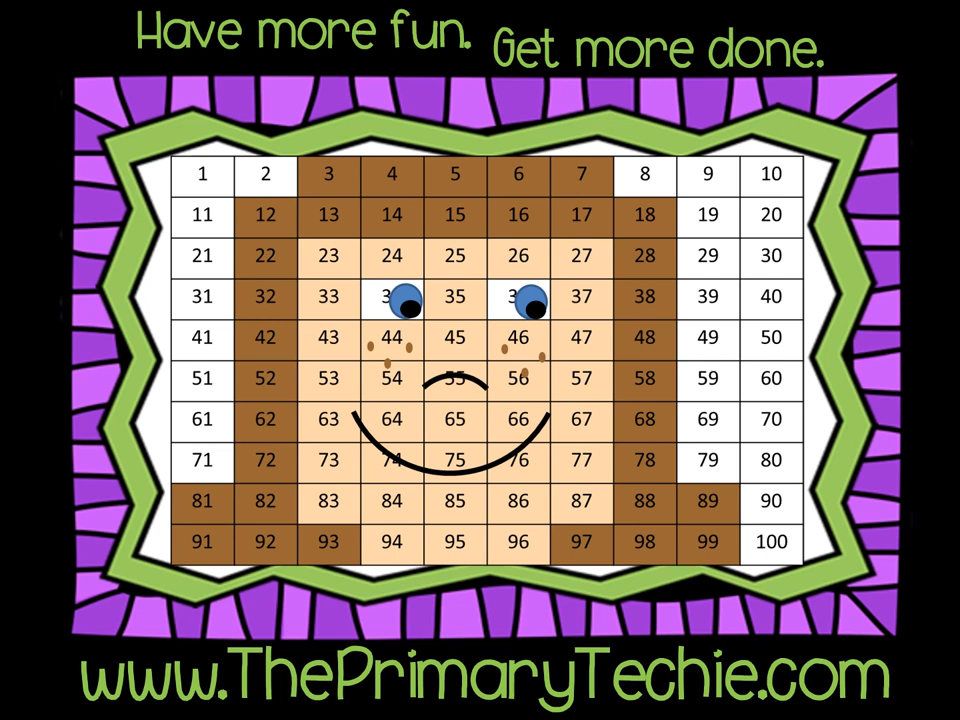 Have more fun. Get more done.
1 2 3 4 5 6 7 8 9 10
11 12 13 14 15 16 17 18 19 20
21 22 23 24 25 26 27 28 29 30
31 32 33 35 37 38 39 40
41 42 43 44 45 46 47 48 49 50
51 52 53 54 55 56 57 58 59 60
61 62 63 64 65 66 67 68 69 70
71 72 73 74 75 76 77 78 79 80
81 82 83 84 85 86 87 88 89 90
91 92 93 94 95 96 97 98 99 100
www.ThePrimaryTechie.com